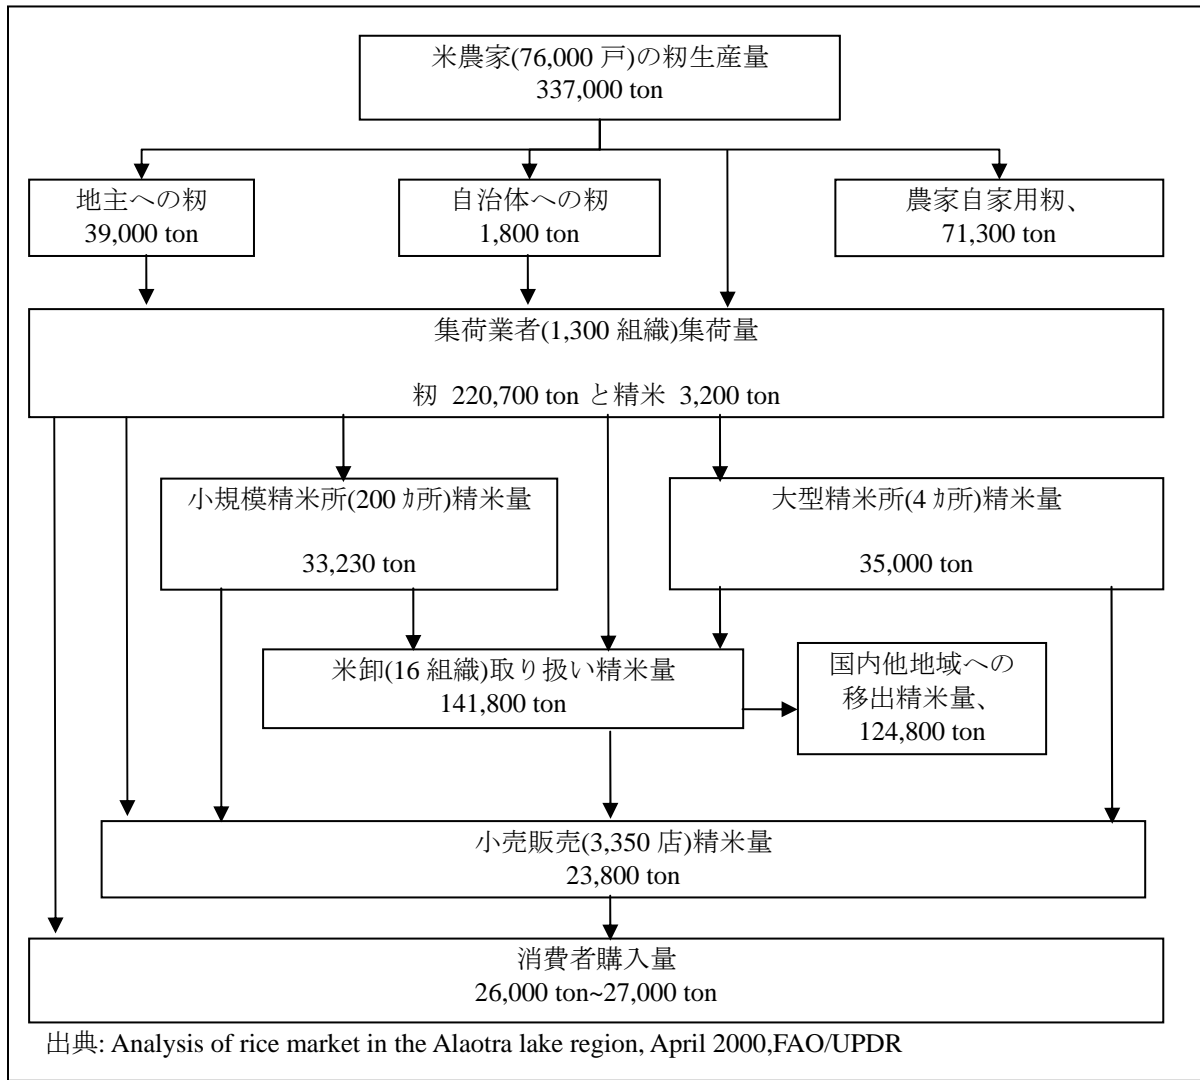 米農家(76,000 戸)の籾生産量
337,000 ton
地主への籾
39,000 ton
自治体への籾
1,800 ton
農家自家用籾、
71,300 ton
集荷業者(1,300 組織)集荷量
籾 220,700 ton と精米 3,200 ton
小規模精米所(200 ｶ所)精米量
33,230 ton
大型精米所(4 ｶ所)精米量
35,000 ton
米卸(16 組織)取り扱い精米量
141,800 ton
国内他地域への
移出精米量、
124,800 ton
小売販売(3,350 店)精米量
23,800 ton
消費者購入量
26,000 ton~27,000 ton
出典: Analysis of rice market in the Alaotra lake region, April 2000,FAO/UPDR